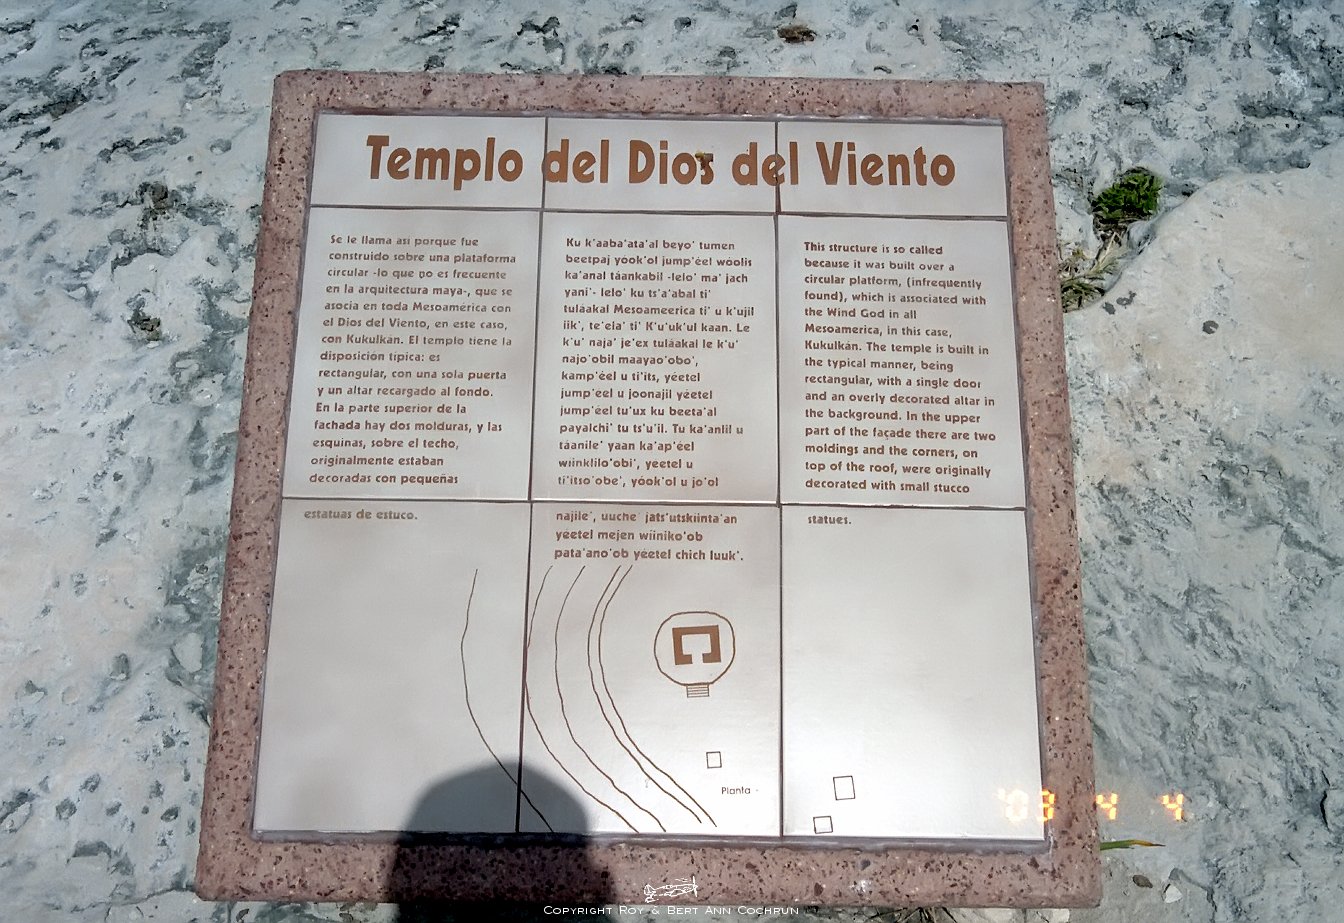 Templo del Dios del Viento
Se le llama así porque fue
construido sobre una plataforma
circular -lo que no es frecuente
en la arquitectura maya-, que se
asocia en toda Mesoamérica con
el Dios del Viento, en este caso,
con Kukulkán. El templo tiene la
disposición típica: es
rectangular, con una sola puerta
y un altar recargado al fondo.
En la parte superior de la
fachada hay dos molduras, y las
esquinas, sobre el techo,
originalmente estaban
decoradas con pequeñas
estatuas de estuco.
Ku k'aaba'ata'al beyo' tumen
beetpaj yóok'ol jump'éel wóolis
ka'anal táankabil -lelo' ma' jach
yani'- lelo' ku ts'a'abal ti'
tuláakal Mesoameerica ti' u k'ujil
iik', te'ela' ti' K'u'uk'ul kaan. Le
k'u' naja' je'ex tuláakal le k'u'
najo'obil maayao'obo',
kamp'éel u ti'its, yéetel
jump'éel u joonajil yéetel
jump'éel tu'ux ku beeta'al
payalchi' tu ts'u'il. Tu ka'anlil u
táanile' yaan ka'ap'éel
wíinklilo'obi', yeetel u
ti'itso'obe', yóok'ol u jo'ol
najile', uuche' jats'utskíinta'an
yéetel mejen wíiniko'ob
pata'ano'ob yéetel chich luuk'.
This structure is so called
because it was built over a
circular platform, (infrequently
found), which is associated with
the Wind God in all
Mesoamerica, in this case,
Kukulkán. The temple is built in
the typical manner, being
rectangular, with a single door
and an overly decorated altar in
the background. In the upper
part of the façade there are two
moldings and the corners, on
top of the roof, were originally
decorated with small stucco
statues.
Planta -
'03 4 4
Copyright Roy & Bert Ann Cochrun